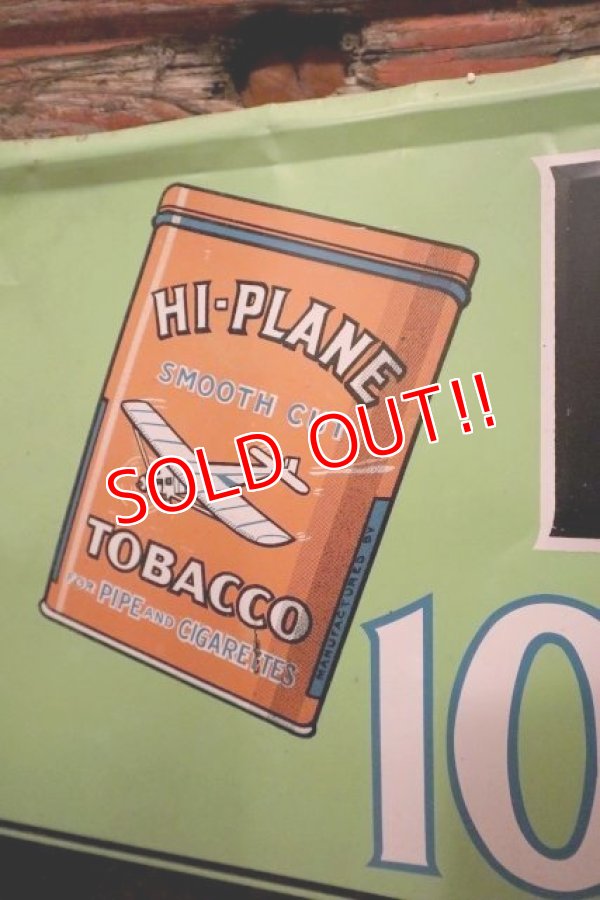 HI-PLANE
SMOOTH CUT
SOLD OUT!!
TOBACCO
FOR PIPE AND CIGARETTES
MANUFACTURED BY
10